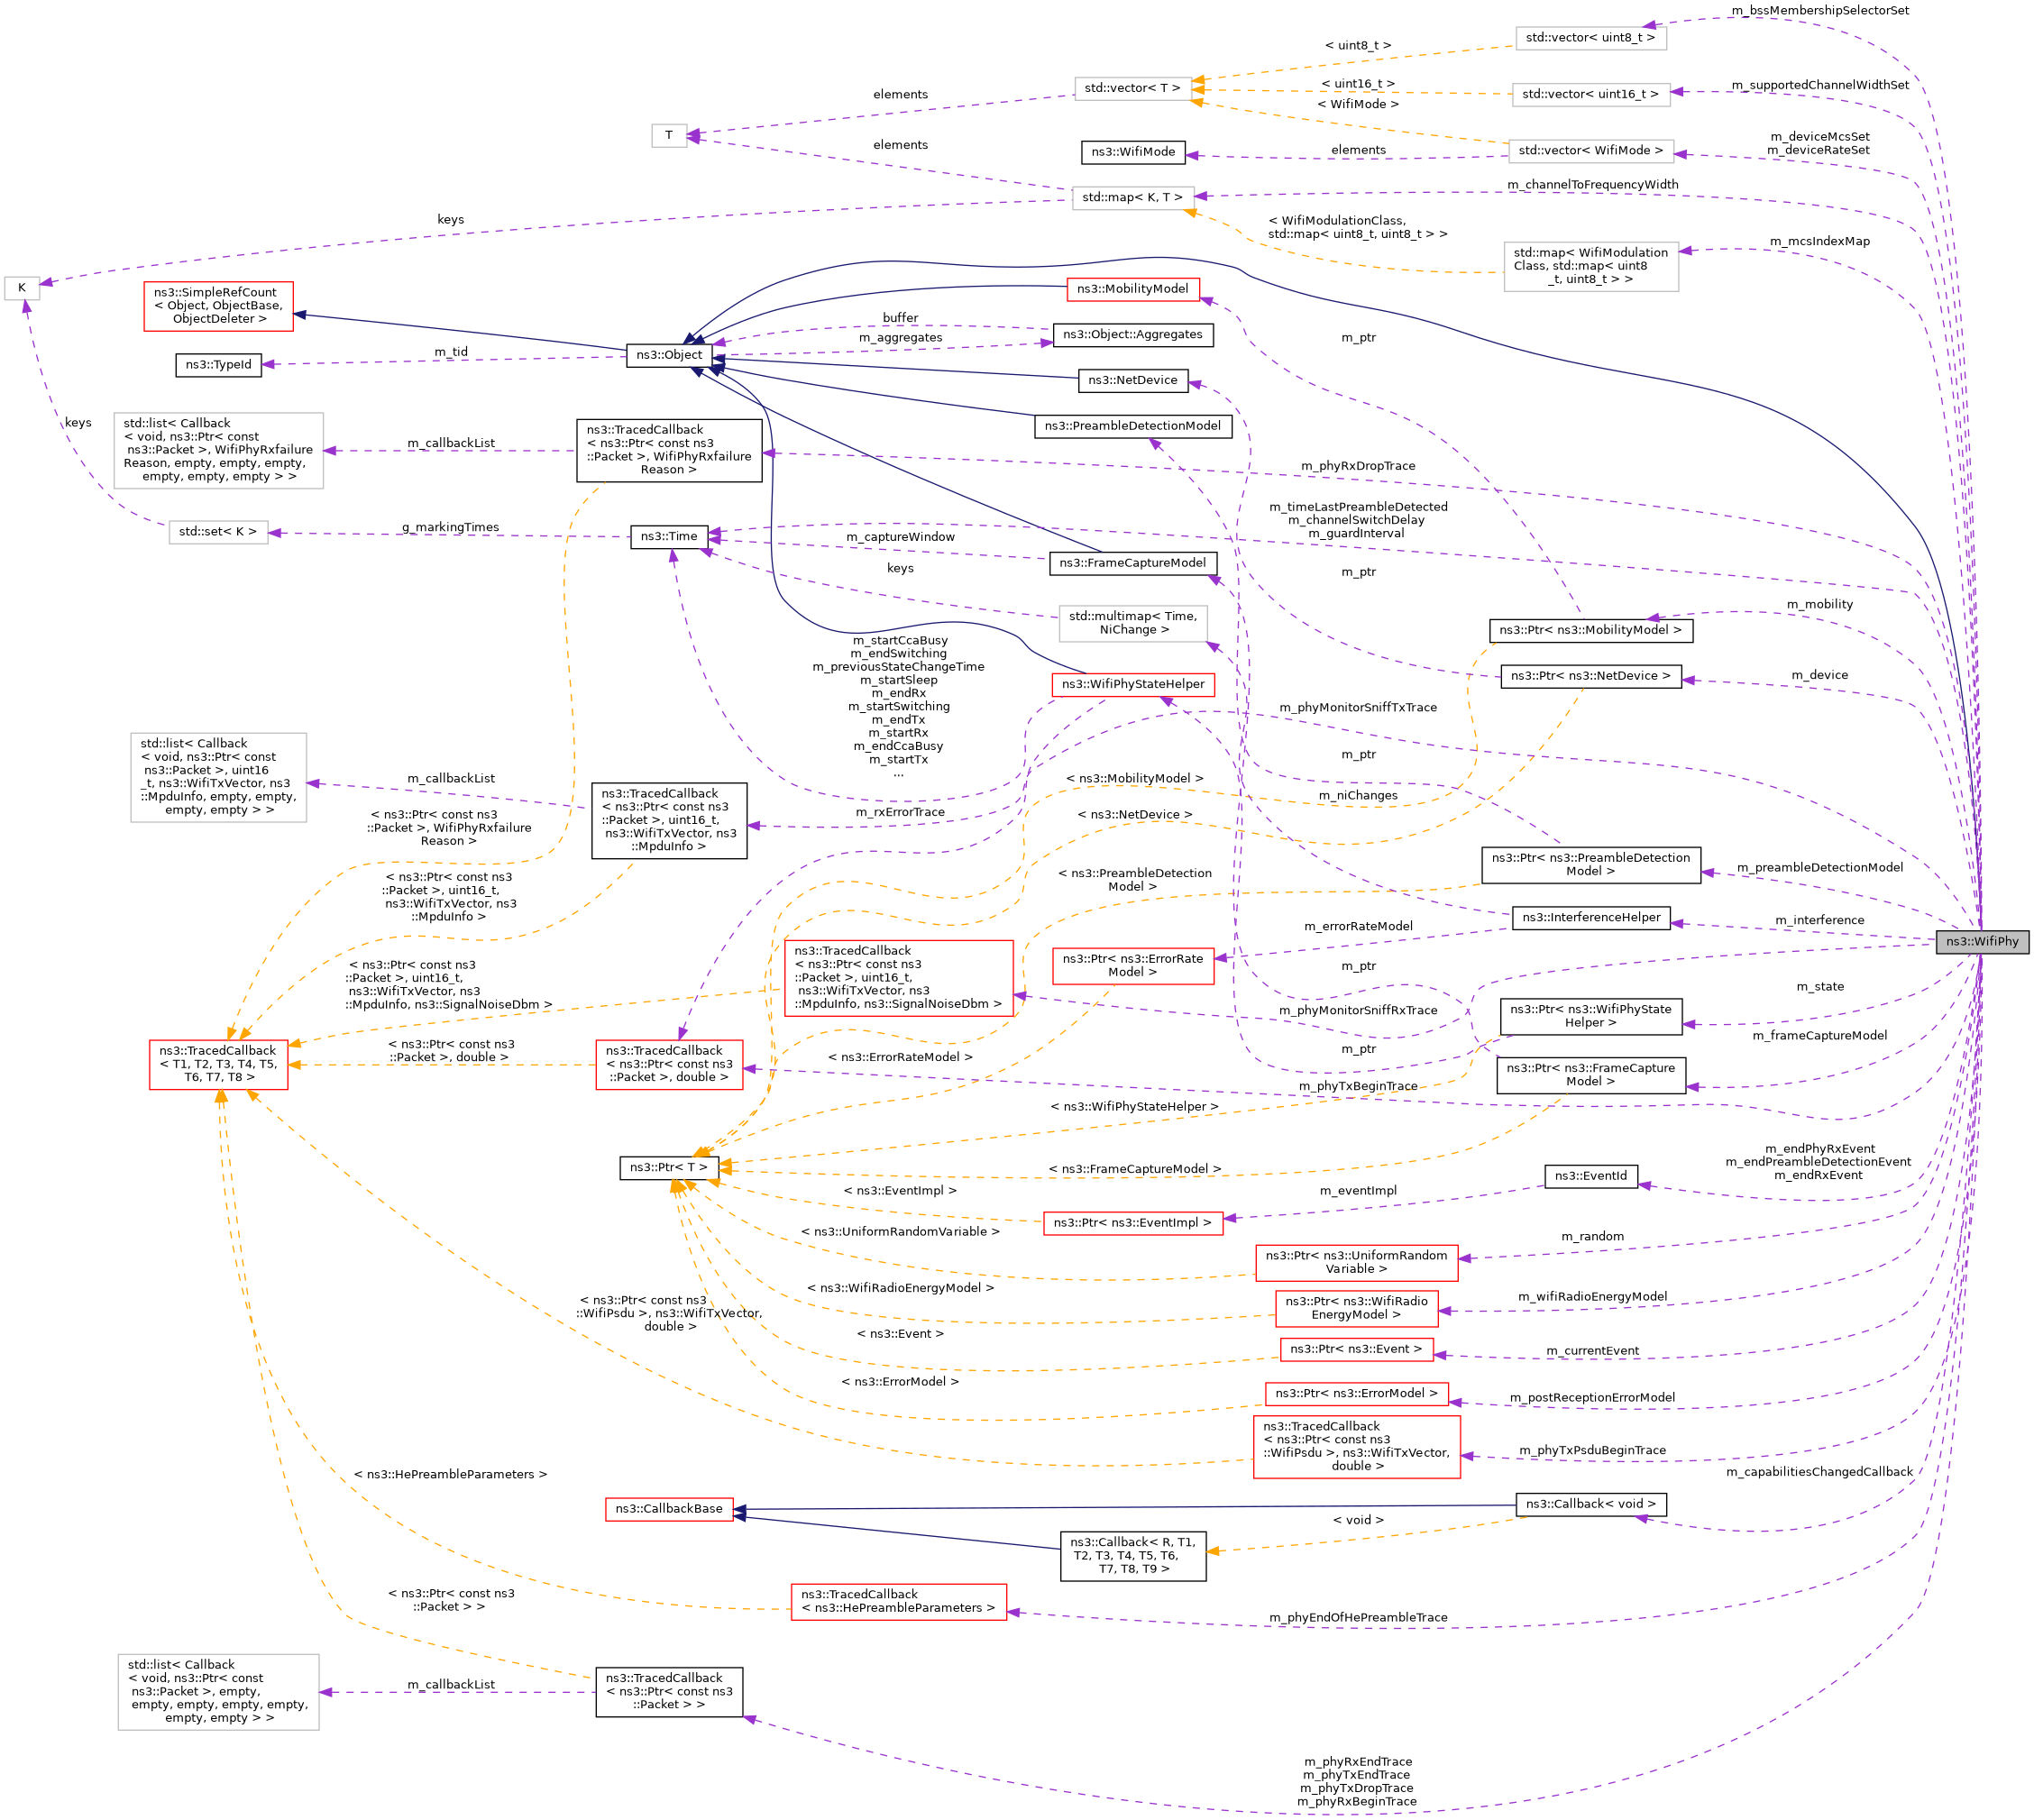 m_bssMembershipSelectorSet
std::vector< uint8_t >
< uint8_t >
m_supportedChannelWidthSet
< uint16_t >
std::vector< T >
std::vector< uint16_t >
elements
< WifiMode >
T
m_deviceMcsSet
m_deviceRateSet
elements
ns3::WifiMode
elements
std::vector< WifiMode >
m_channelToFrequencyWidth
std::map< K, T >
keys
< WifiModulationClass,
std::map< uint8_t, uint8_t > >
m_mcsIndexMap
std::map< WifiModulation
Class, std::map< uint8
_t, uint8_t > >
K
ns3::SimpleRefCount
< Object, ObjectBase,
ObjectDeleter >
ns3::MobilityModel
buffer
ns3::Object::Aggregates
m_aggregates
m_ptr
m_tid
ns3::Object
ns3::TypeId
ns3::NetDevice
keys
std::list< Callback
< void, ns3::Ptr< const
ns3::Packet >, WifiPhyRxfailure
Reason, empty, empty, empty,
empty, empty, empty > >
m_callbackList
ns3::TracedCallback
< ns3::Ptr< const ns3
::Packet >, WifiPhyRxfailure
Reason >
ns3::PreambleDetectionModel
m_phyRxDropTrace
std::set< K >
g_markingTimes
ns3::Time
m_captureWindow
m_timeLastPreambleDetected
m_channelSwitchDelay
m_guardInterval
ns3::FrameCaptureModel
keys
m_ptr
std::multimap< Time,
NiChange >
m_mobility
ns3::Ptr< ns3::MobilityModel >
m_startCcaBusy
m_endSwitching
m_previousStateChangeTime
m_startSleep
m_endRx
m_startSwitching
m_endTx
m_startRx
m_endCcaBusy
m_startTx
...
ns3::WifiPhyStateHelper
ns3::Ptr< ns3::NetDevice >
m_device
m_phyMonitorSniffTxTrace
std::list< Callback
< void, ns3::Ptr< const
ns3::Packet >, uint16
_t, ns3::WifiTxVector, ns3
::MpduInfo, empty, empty,
empty, empty > >
m_callbackList
m_ptr
< ns3::MobilityModel >
m_niChanges
ns3::TracedCallback
< ns3::Ptr< const ns3
::Packet >, uint16_t,
ns3::WifiTxVector, ns3
::MpduInfo >
m_rxErrorTrace
< ns3::NetDevice >
< ns3::Ptr< const ns3
::Packet >, WifiPhyRxfailure
Reason >
ns3::Ptr< ns3::PreambleDetection
Model >
m_preambleDetectionModel
< ns3::Ptr< const ns3
::Packet >, uint16_t,
ns3::WifiTxVector, ns3
::MpduInfo >
< ns3::PreambleDetection
Model >
ns3::InterferenceHelper
m_interference
m_errorRateModel
ns3::WifiPhy
ns3::TracedCallback
< ns3::Ptr< const ns3
::Packet >, uint16_t,
ns3::WifiTxVector, ns3
::MpduInfo, ns3::SignalNoiseDbm >
ns3::Ptr< ns3::ErrorRate
Model >
m_ptr
< ns3::Ptr< const ns3
::Packet >, uint16_t,
ns3::WifiTxVector, ns3
::MpduInfo, ns3::SignalNoiseDbm >
m_state
m_phyMonitorSniffRxTrace
ns3::Ptr< ns3::WifiPhyState
Helper >
m_frameCaptureModel
ns3::TracedCallback
< T1, T2, T3, T4, T5,
T6, T7, T8 >
< ns3::Ptr< const ns3
::Packet >, double >
ns3::TracedCallback
< ns3::Ptr< const ns3
::Packet >, double >
< ns3::ErrorRateModel >
m_ptr
ns3::Ptr< ns3::FrameCapture
Model >
m_phyTxBeginTrace
< ns3::WifiPhyStateHelper >
ns3::Ptr< T >
< ns3::FrameCaptureModel >
m_endPhyRxEvent
m_endPreambleDetectionEvent
m_endRxEvent
ns3::EventId
< ns3::EventImpl >
m_eventImpl
ns3::Ptr< ns3::EventImpl >
< ns3::UniformRandomVariable >
m_random
ns3::Ptr< ns3::UniformRandom
Variable >
< ns3::WifiRadioEnergyModel >
m_wifiRadioEnergyModel
ns3::Ptr< ns3::WifiRadio
EnergyModel >
< ns3::Ptr< const ns3
::WifiPsdu >, ns3::WifiTxVector,
double >
< ns3::Event >
ns3::Ptr< ns3::Event >
m_currentEvent
< ns3::ErrorModel >
ns3::Ptr< ns3::ErrorModel >
m_postReceptionErrorModel
ns3::TracedCallback
< ns3::Ptr< const ns3
::WifiPsdu >, ns3::WifiTxVector,
double >
m_phyTxPsduBeginTrace
< ns3::HePreambleParameters >
m_capabilitiesChangedCallback
ns3::CallbackBase
ns3::Callback< void >
< void >
ns3::Callback< R, T1,
T2, T3, T4, T5, T6,
T7, T8, T9 >
< ns3::Ptr< const ns3
::Packet > >
ns3::TracedCallback
< ns3::HePreambleParameters >
m_phyEndOfHePreambleTrace
std::list< Callback
< void, ns3::Ptr< const
ns3::Packet >, empty,
empty, empty, empty, empty,
empty, empty > >
m_callbackList
ns3::TracedCallback
< ns3::Ptr< const ns3
::Packet > >
m_phyRxEndTrace
m_phyTxEndTrace
m_phyTxDropTrace
m_phyRxBeginTrace